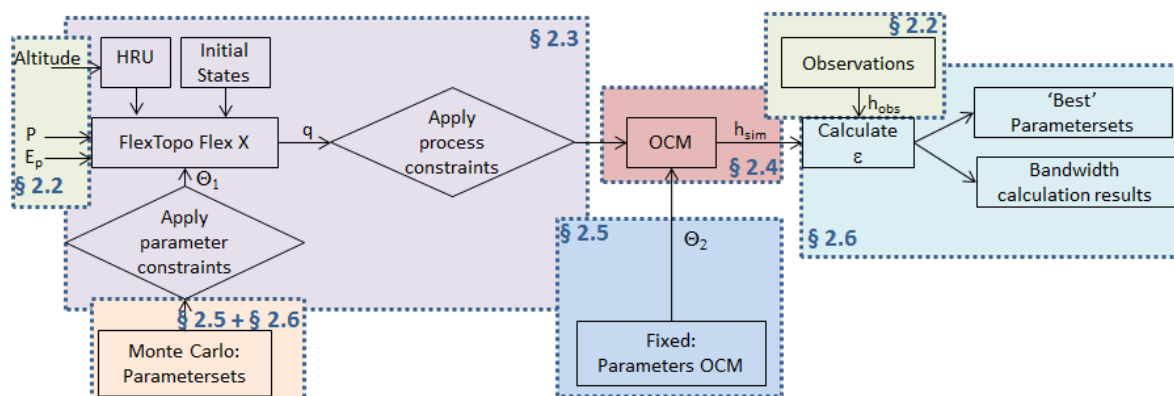 § 2.3
§ 2.2
Altitude
HRU
Initial
States
Observations
P
E_p
§ 2.2
FlexTopo Flex X
q
Apply
process
constraints
OCM
h_sim
§ 2.4
h_obs
Calculate
ε
'Best'
Parametersets
Bandwidth
calculation results
§ 2.6
Θ_1
Apply
parameter
constraints
§ 2.5
Θ_2
§ 2.5 + § 2.6
Monte Carlo:
Parametersets
Fixed:
Parameters OCM